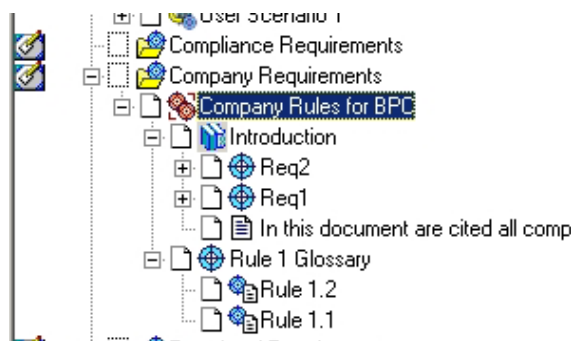 User Scenario 1
Compliance Requirements
Company Requirements
Company Rules for BPC
Introduction
Req2
Req1
In this document are cited all comp
Rule 1 Glossary
Rule 1.2
Rule 1.1